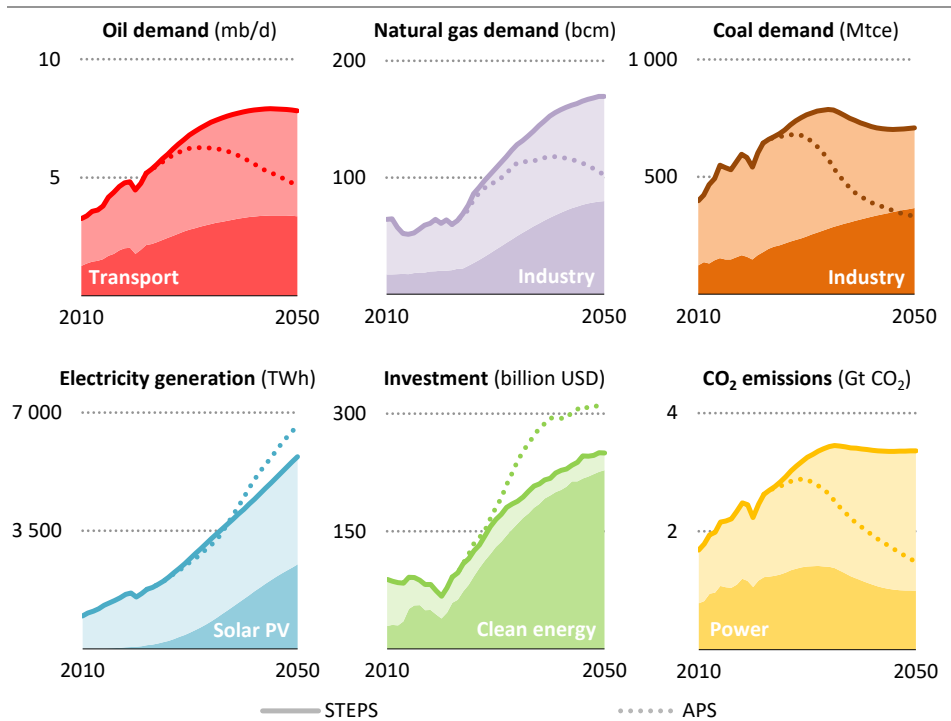 Oil demand (mb/d)
10
5
Transport
2010
2050
Natural gas demand (bcm)
200
100
Industry
2010
2050
Coal demand (Mtce)
1 000
500
Industry
2010
2050
Electricity generation (TWh)
7 000
3 500
Solar PV
2010
2050
Investment (billion USD)
300
150
Clean energy
2010
2050
CO₂ emissions (Gt CO₂)
4
2
Power
2010
2050
STEPS
APS